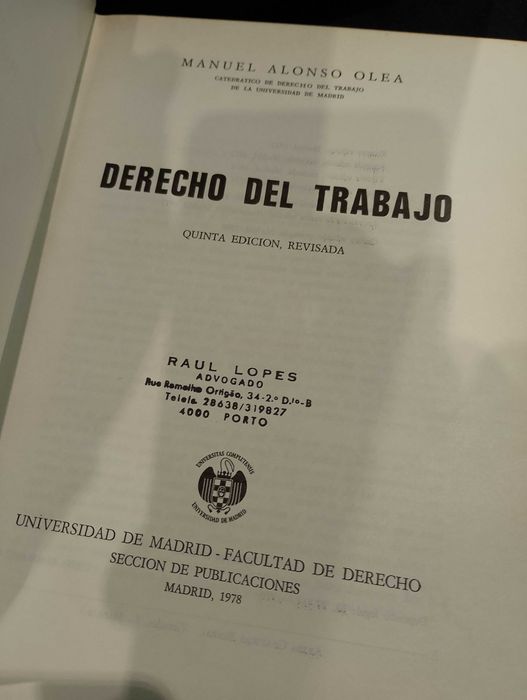 MANUEL ALONSO OLEA
CATEDRATICO DE DERECHO DEL TRABAJO
DE LA UNIVERSIDAD DE MADRID
DERECHO DEL TRABAJO
QUINTA EDICION, REVISADA
RAUL LOPES
ADVOGADO
Rua Ramalho Ortigão, 34-2.º D.to-B
Telefs. 28638/319827
4000 PORTO
UNIVERSITAS COMPLUTENSIS
UNIVERSIDAD DE MADRID
UNIVERSIDAD DE MADRID - FACULTAD DE DERECHO
SECCION DE PUBLICACIONES
MADRID, 1978